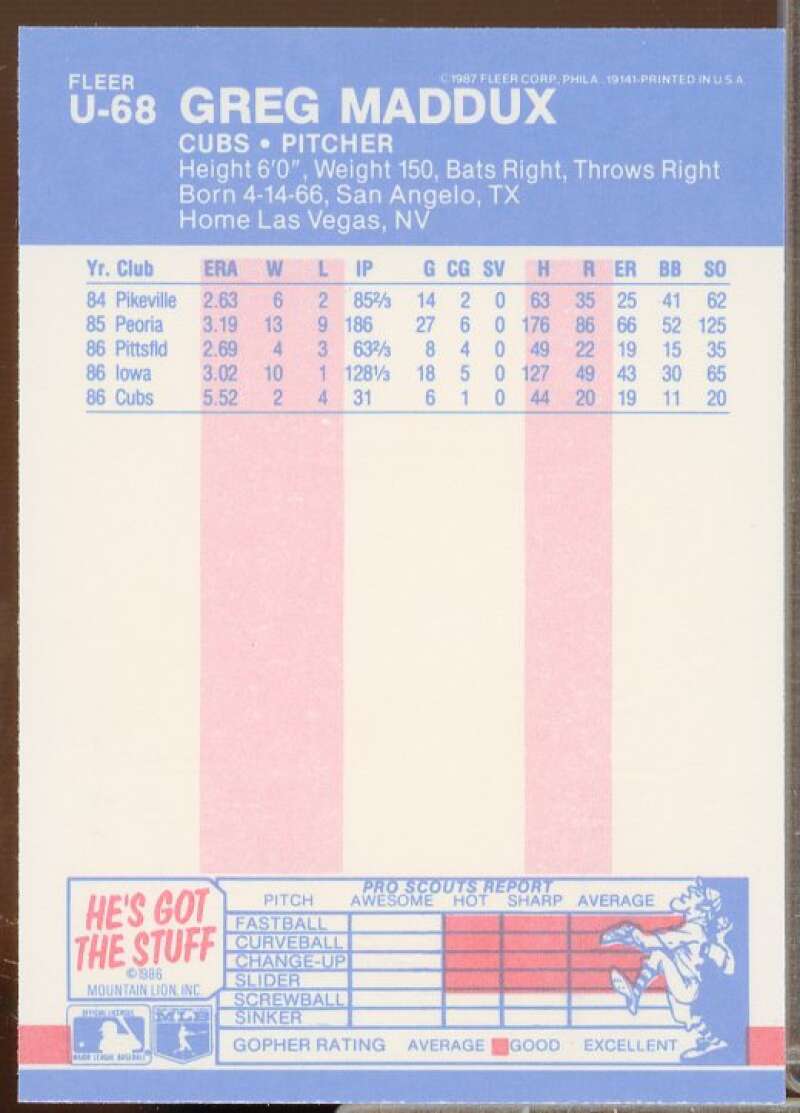 FLEER
U-68
©1987 FLEER CORP., PHILA. 19141-PRINTED IN U.S.A.
GREG MADDUX
CUBS • PITCHER
Height 6'0", Weight 150, Bats Right, Throws Right
Born 4-14-66, San Angelo, TX
Home Las Vegas, NV
Yr. Club ERA W L IP G CG SV H R ER BB SO
84 Pikeville 2.63 6 2 85⅔ 14 2 0 63 35 25 41 62
85 Peoria 3.19 13 9 186 27 6 0 176 86 66 52 125
86 Pittsfld 2.69 4 3 63⅔ 8 4 0 49 22 19 15 35
86 Iowa 3.02 10 1 128⅓ 18 5 0 127 49 43 30 65
86 Cubs 5.52 2 4 31 6 1 0 44 20 19 11 20
HE'S GOT
THE STUFF
©1986
MOUNTAIN LION, INC.
PRO SCOUTS REPORT
PITCH AWESOME HOT SHARP AVERAGE
FASTBALL
CURVEBALL
CHANGE-UP
SLIDER
SCREWBALL
SINKER
GOPHER RATING AVERAGE GOOD EXCELLENT
OFFICIAL LICENSEE
MAJOR LEAGUE BASEBALL
MLB